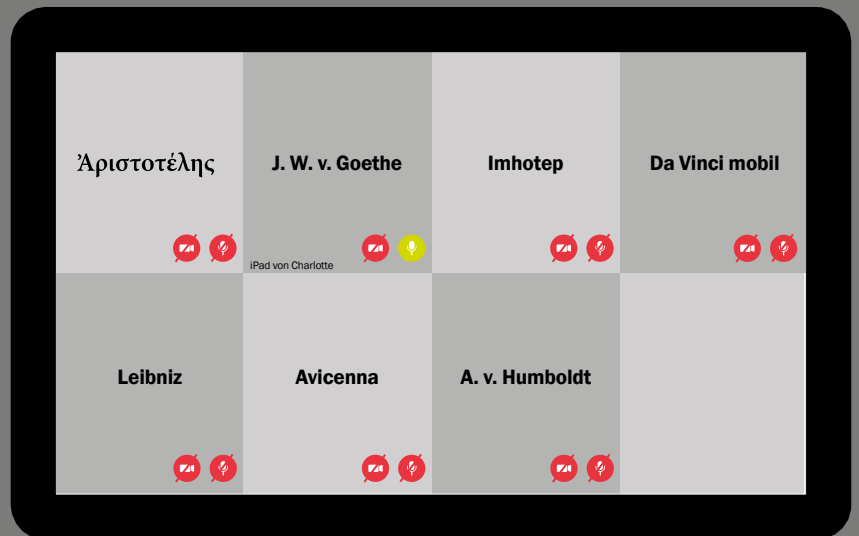 Ἀριστοτέλης
J. W. v. Goethe
Imhotep
Da Vinci mobil
iPad von Charlotte
Leibniz
Avicenna
A. v. Humboldt